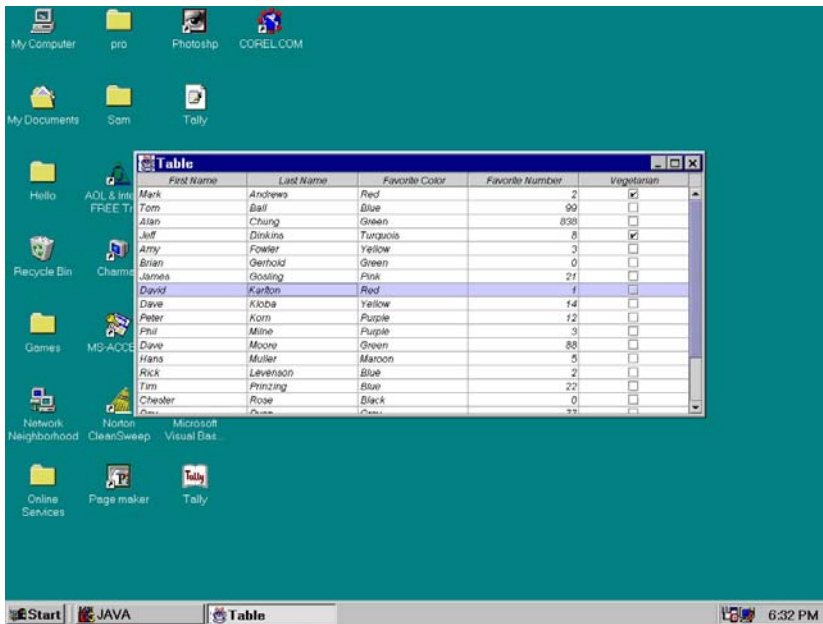 My Computer
pro
Photoshp
COREL.COM
My Documents
Sam
Tally
Hello
AOL & Inte
FREE Tr
Recycle Bin
Charma
Games
MS-ACCE
Network
Neighborhood
Norton
CleanSweep
Microsoft
Visual Bas...
Online
Services
Page maker
Tally
Tally
Table
First Name Last Name Favorite Color Favorite Number Vegetarian
Mark Andrews Red 2
Tom Ball Blue 99
Alan Chung Green 838
Jeff Dinkins Turquois 8
Amy Fowler Yellow 3
Brian Gerhold Green 0
James Gosling Pink 21
David Karlton Red 1
Dave Kloba Yellow 14
Peter Korn Purple 12
Phil Milne Purple 3
Dave Moore Green 88
Hans Muller Maroon 5
Rick Levenson Blue 2
Tim Prinzing Blue 22
Chester Rose Black 0
77
Start JAVA Table 6:32 PM